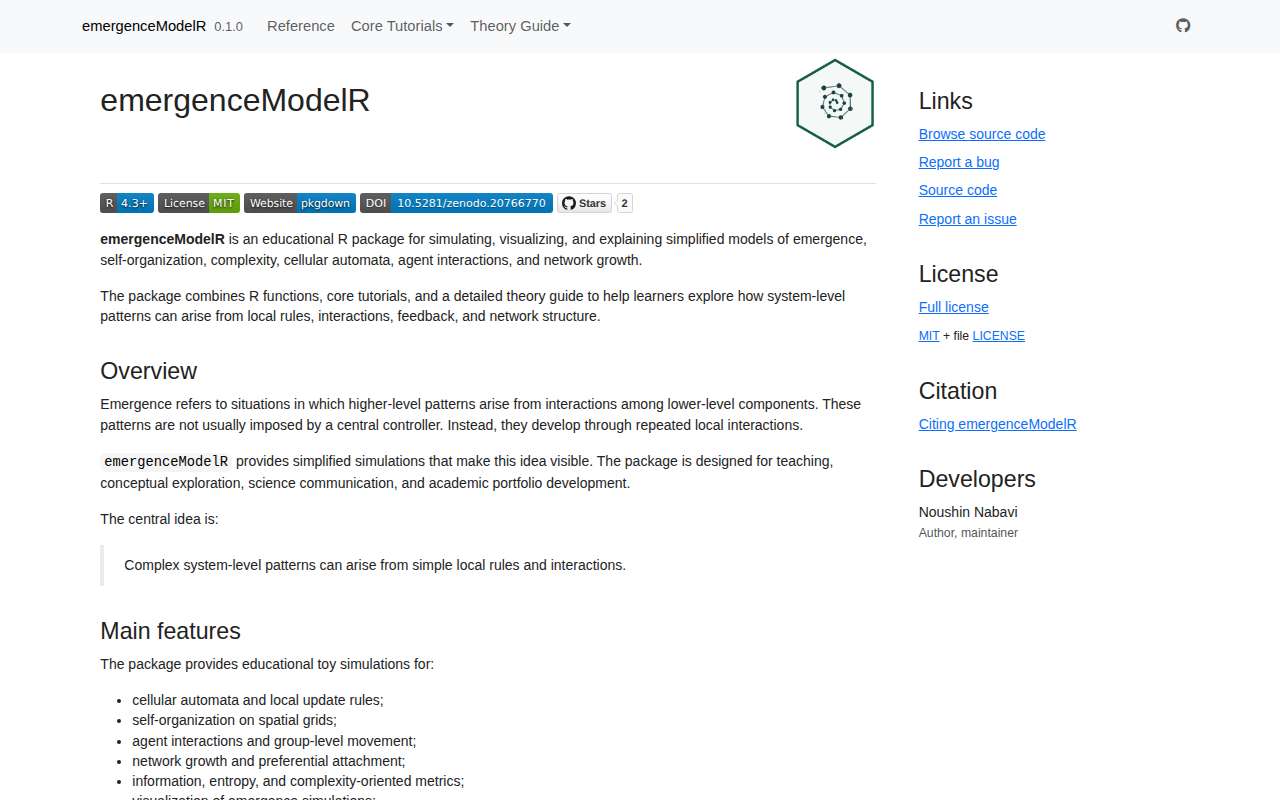 emergenceModelR 0.1.0 Reference Core Tutorials Theory Guide
emergenceModelR
R 4.3+ License MIT Website pkgdown DOI 10.5281/zenodo.20766770 Stars 2
emergenceModelR is an educational R package for simulating, visualizing, and explaining simplified models of emergence,
self-organization, complexity, cellular automata, agent interactions, and network growth.
The package combines R functions, core tutorials, and a detailed theory guide to help learners explore how system-level
patterns can arise from local rules, interactions, feedback, and network structure.
Overview
Emergence refers to situations in which higher-level patterns arise from interactions among lower-level components. These
patterns are not usually imposed by a central controller. Instead, they develop through repeated local interactions.
emergenceModelR provides simplified simulations that make this idea visible. The package is designed for teaching,
conceptual exploration, science communication, and academic portfolio development.
The central idea is:
Complex system-level patterns can arise from simple local rules and interactions.
Main features
The package provides educational toy simulations for:
• cellular automata and local update rules;
• self-organization on spatial grids;
• agent interactions and group-level movement;
• network growth and preferential attachment;
• information, entropy, and complexity-oriented metrics;
visualization of emergence simulations;
Links
Browse source code
Report a bug
Source code
Report an issue
License
Full license
MIT + file LICENSE
Citation
Citing emergenceModelR
Developers
Noushin Nabavi
Author, maintainer